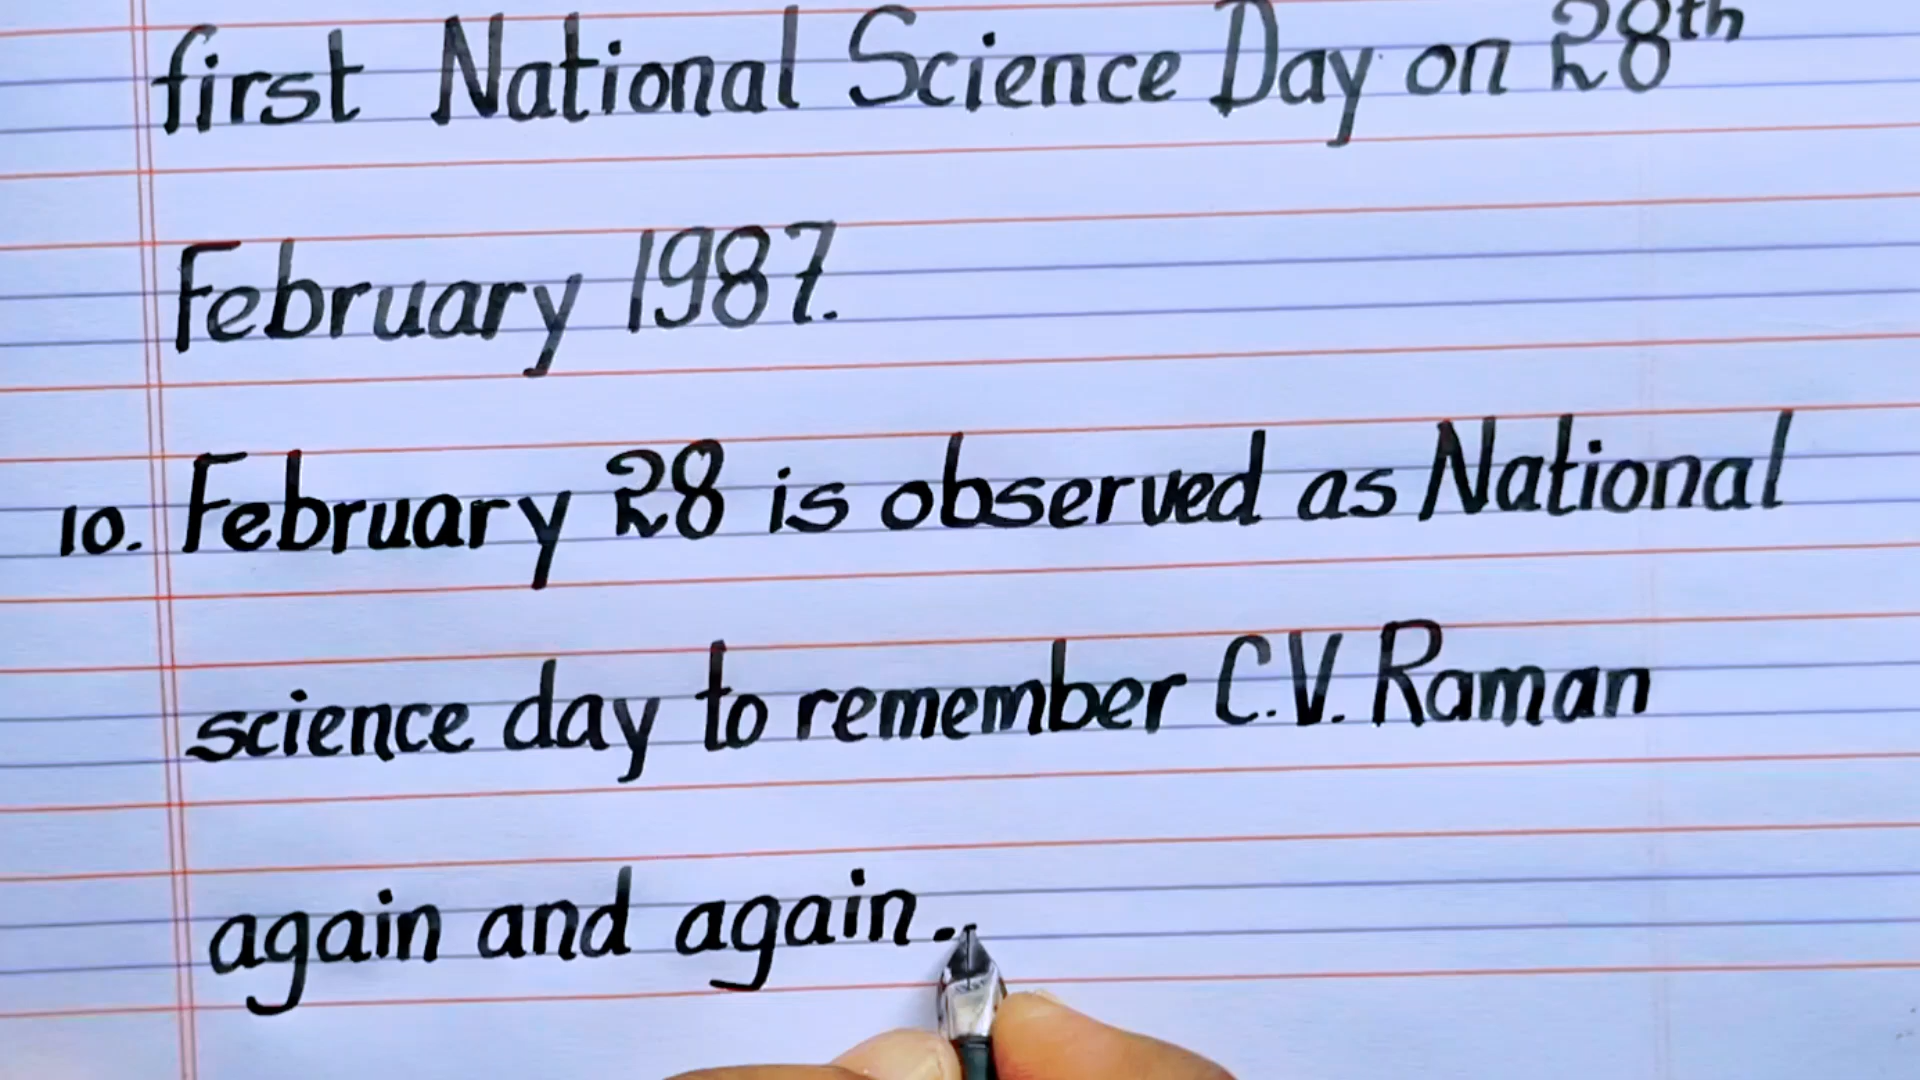 first National Science Day on 28th
February 1987.
10. February 28 is observed as National
science day to remember C.V. Raman
again and again..